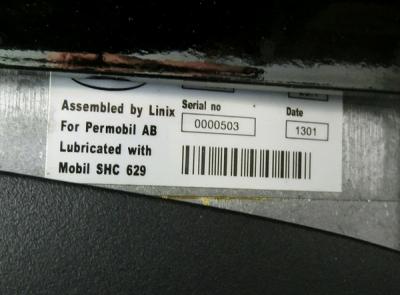 Assembled by Linix
For Permobil AB
Lubricated with
Mobil SHC 629
Serial no
0000503
Date
1301